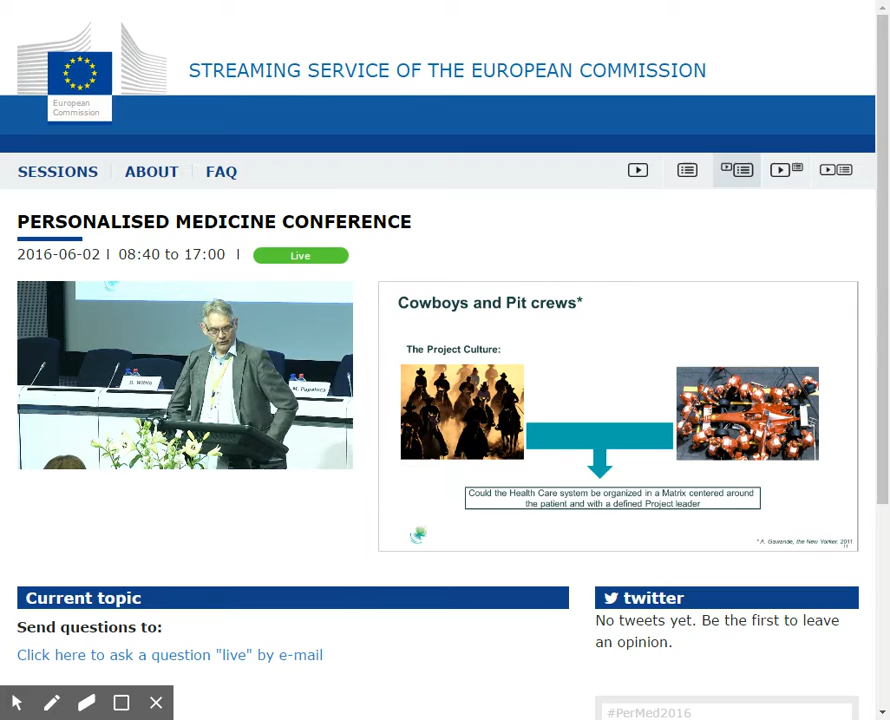 STREAMING SERVICE OF THE EUROPEAN COMMISSION
European
Commission
SESSIONS
ABOUT
FAQ
PERSONALISED MEDICINE CONFERENCE
2016-06-02 | 08:40 to 17:00 |
Live
D. Wiffio
M. Papaluca
Cowboys and Pit crews*
The Project Culture:
Could the Health Care system be organized in a Matrix centered around
the patient and with a defined Project leader
* A. Gawande, the New Yorker, 2011
11
Current topic
Send questions to:
Click here to ask a question "live" by e-mail
twitter
No tweets yet. Be the first to leave
an opinion.
#PerMed2016